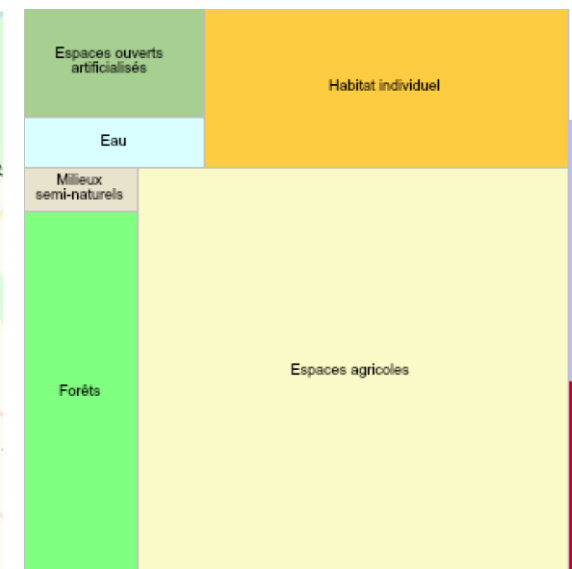 Espaces ouverts
artificialisés
Habitat individuel
Eau
Milieux
semi-naturels
Espaces agricoles
Forêts